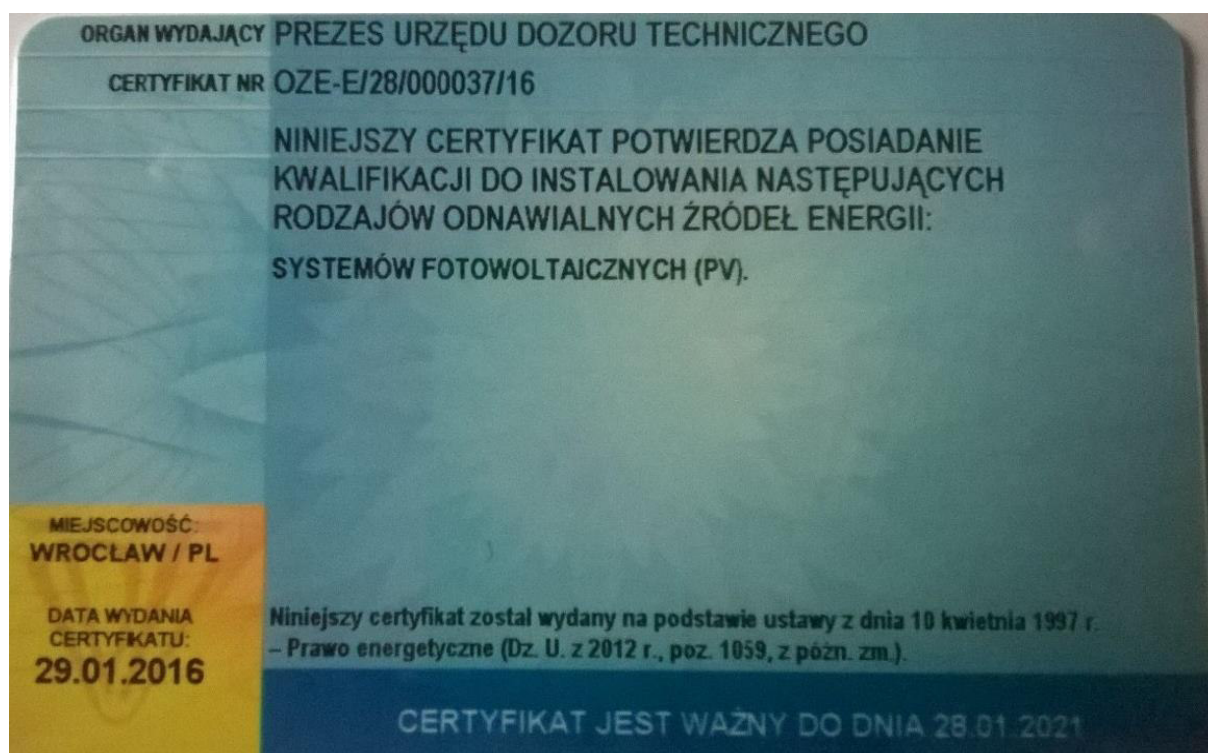 ORGAN WYDAJĄCY PREZES URZĘDU DOZORU TECHNICZNEGO
CERTYFIKAT NR OZE-E/28/000037/16
NINIEJSZY CERTYFIKAT POTWIERDZA POSIADANIE
KWALIFIKACJI DO INSTALOWANIA NASTĘPUJĄCYCH
RODZAJÓW ODNAWIALNYCH ŹRÓDEŁ ENERGII:
SYSTEMÓW FOTOWOLTAICZNYCH (PV).
MIEJSCOWOŚĆ:
WROCŁAW / PL
DATA WYDANIA
CERTYFIKATU:
29.01.2016
Niniejszy certyfikat został wydany na podstawie ustawy z dnia 10 kwietnia 1997 r.
– Prawo energetyczne (Dz. U. z 2012 r., poz. 1059, z późn. zm.).
CERTYFIKAT JEST WAŻNY DO DNIA 28.01.2021